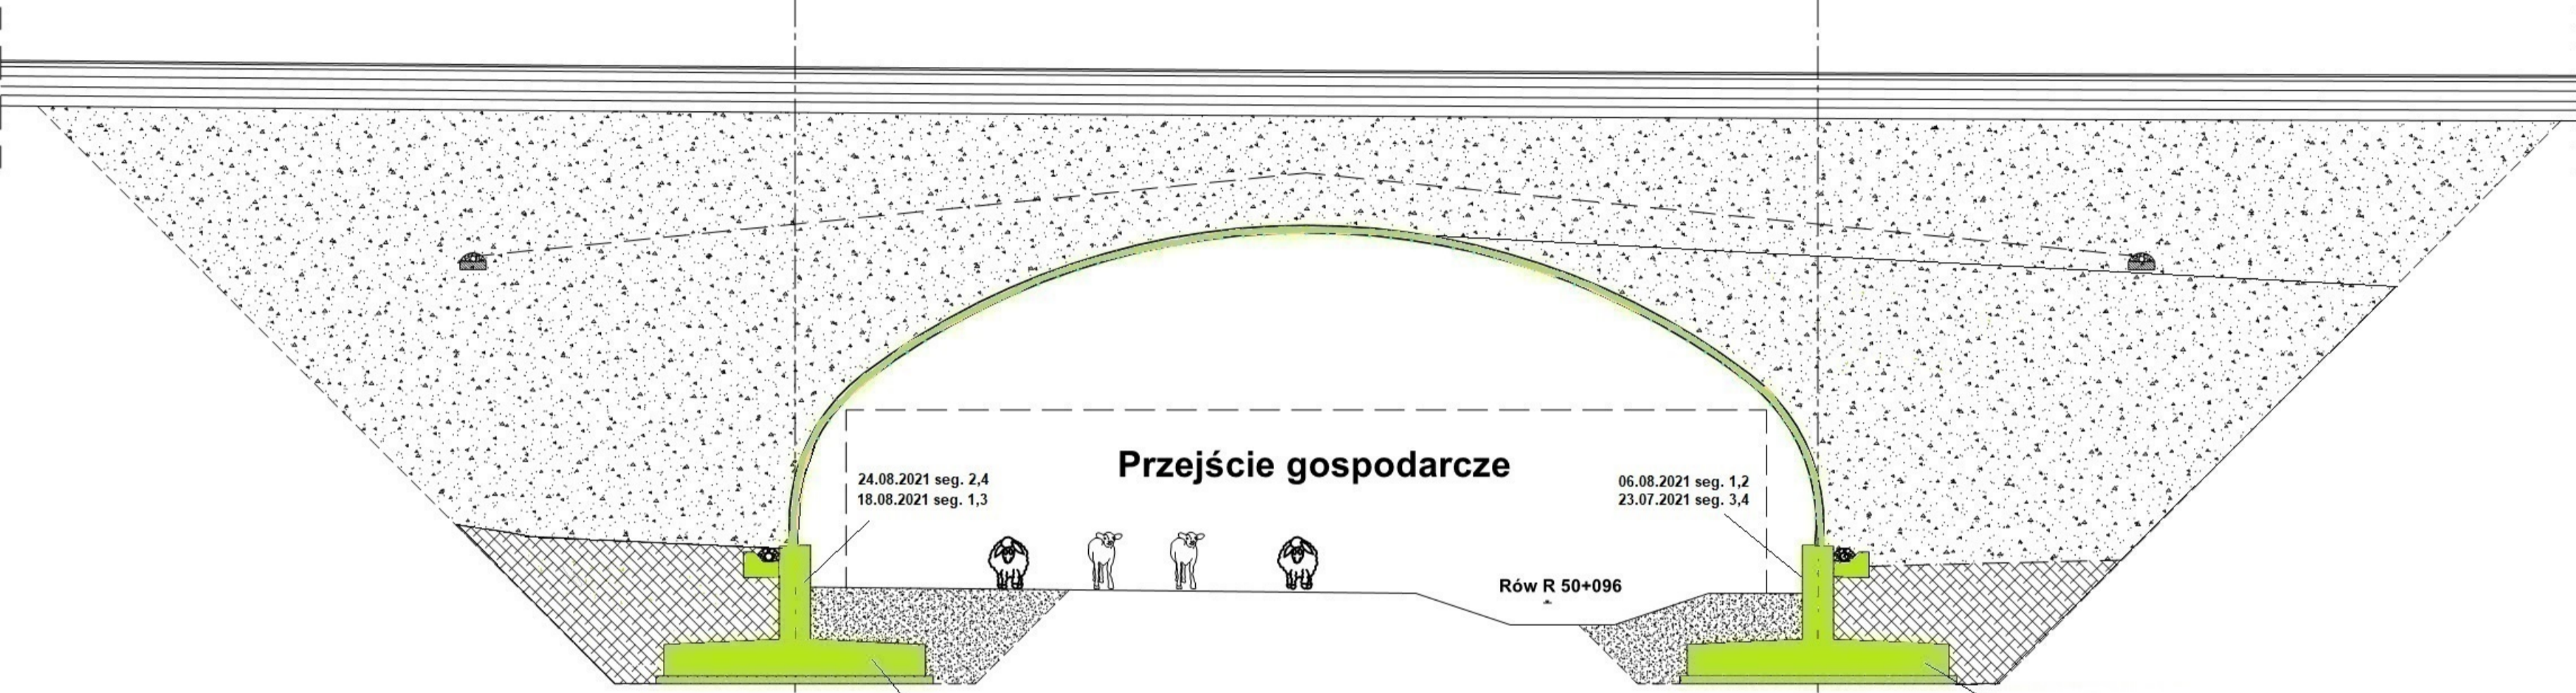 Przejście gospodarcze
24.08.2021 seg. 2,4
18.08.2021 seg. 1,3
06.08.2021 seg. 1,2
23.07.2021 seg. 3,4
Rów R 50+096